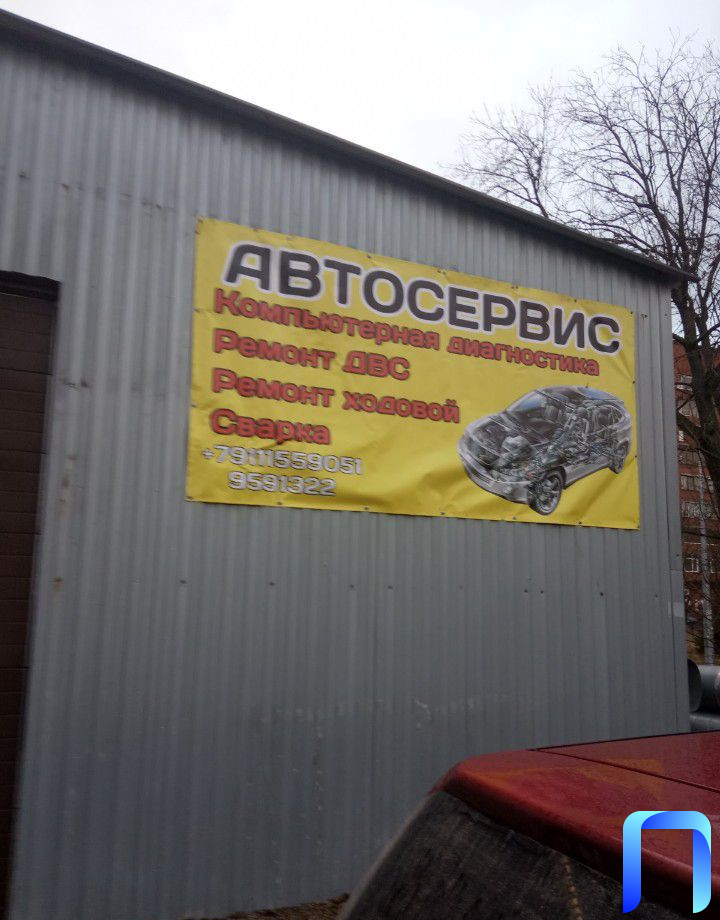 АВТОСЕРВИС
Компьютерная диагностика
Ремонт ДВС
Ремонт ходовой
Сварка
+79111559051
9591322